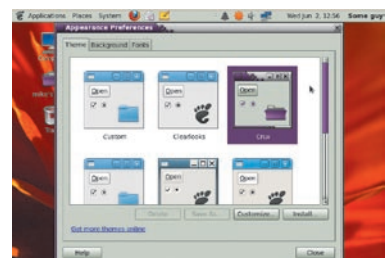 Applications Places System Wed Jun 2, 12:56 Some guy
Appearance Preferences
Theme Background Fonts
Open Open Open
Custom Clearlooks Crux
Open Open Open
Delete Save As... Customize... Install...
Get more themes online
Help Close